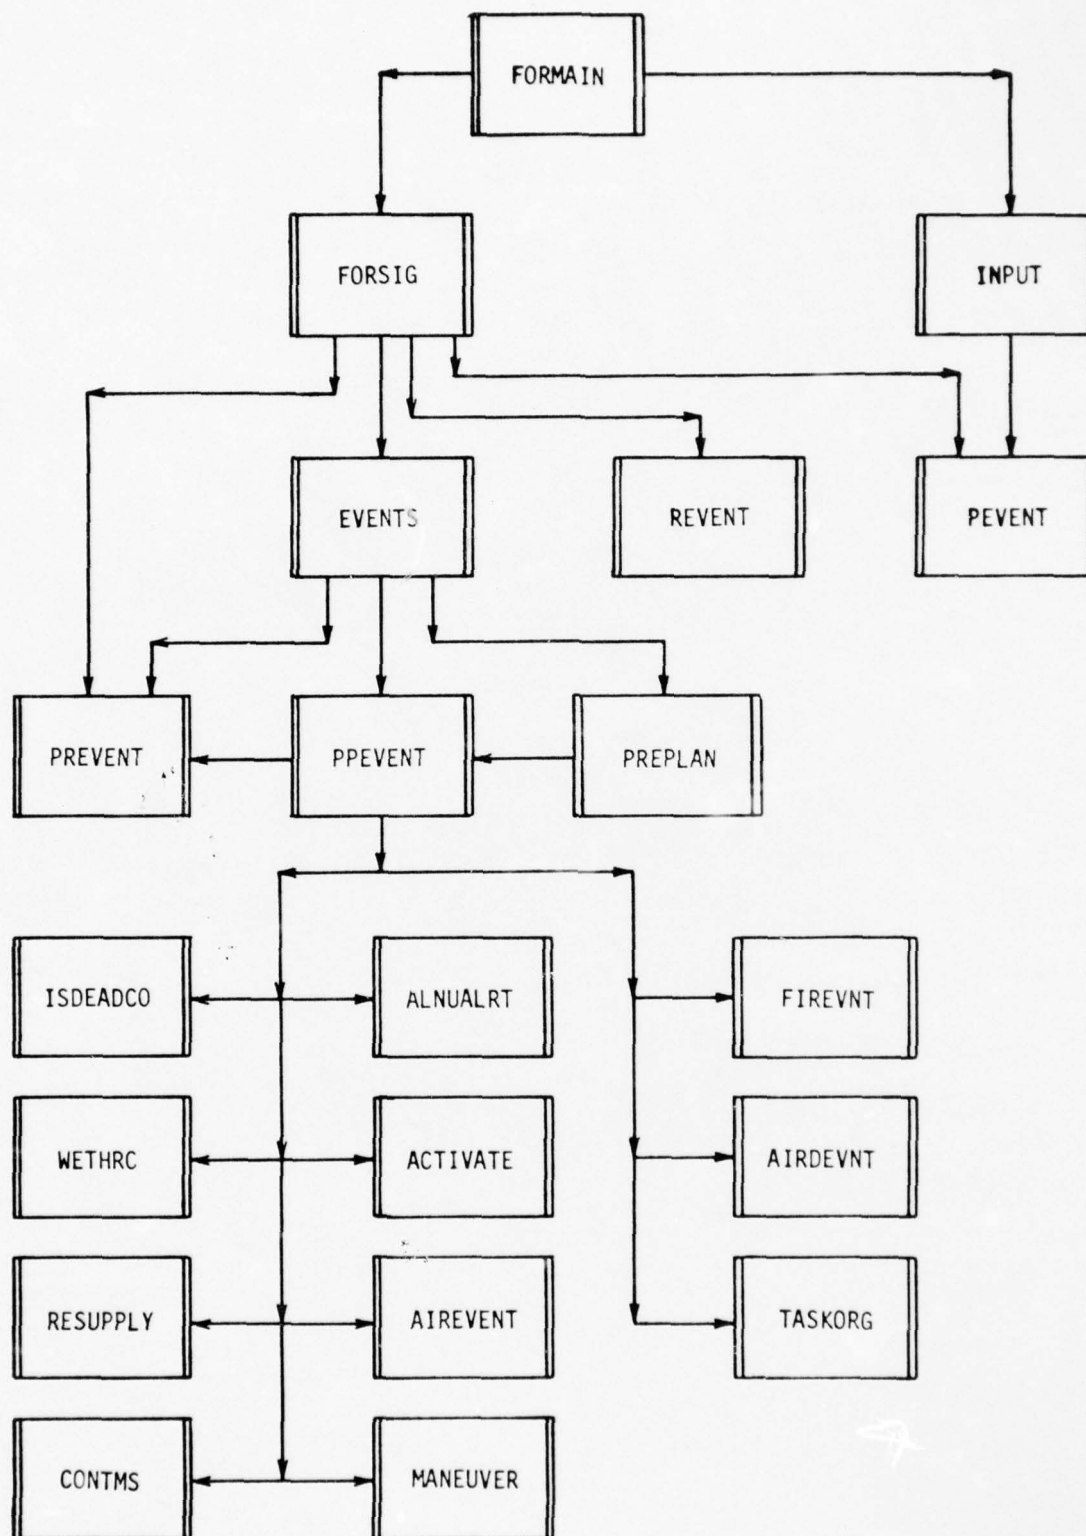 FORMAIN
FORSIG
INPUT
EVENTS
REVENT
PEVENT
PREVENT
PPEVENT
PREPLAN
ISDEADCO
ALNUALRT
FIREVNT
WETHRC
ACTIVATE
AIRDEVNT
RESUPPLY
AIREVENT
TASKORG
CONTMS
MANEUVER